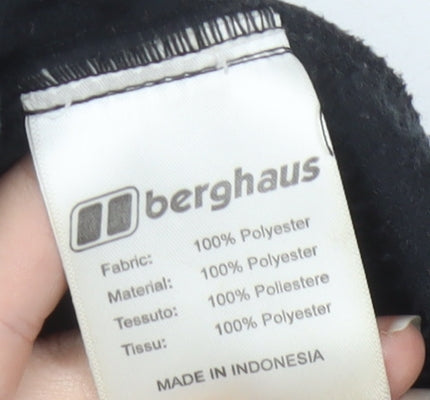 berghaus
Fabric: 100% Polyester
Material: 100% Polyester
Tessuto: 100% Poliestere
Tissu: 100% Polyester
MADE IN INDONESIA